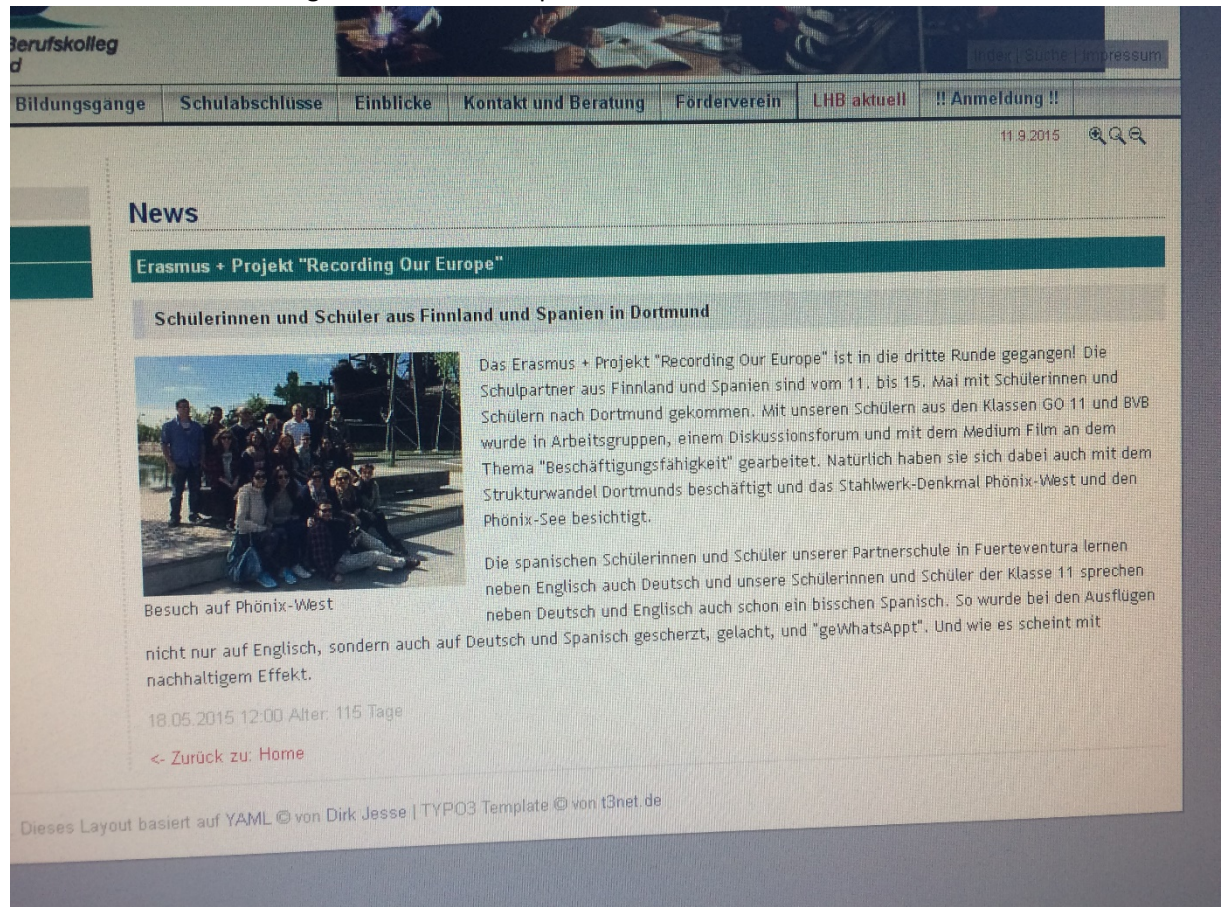 Berufskolleg
d
Index | Suche | Impressum
Bildungsgänge Schulabschlüsse Einblicke Kontakt und Beratung Förderverein LHB aktuell !! Anmeldung !!
11.9.2015
News
Erasmus + Projekt "Recording Our Europe"
Schülerinnen und Schüler aus Finnland und Spanien in Dortmund
Das Erasmus + Projekt "Recording Our Europe" ist in die dritte Runde gegangen! Die
Schulpartner aus Finnland und Spanien sind vom 11. bis 15. Mai mit Schülerinnen und
Schülern nach Dortmund gekommen. Mit unseren Schülern aus den Klassen GO 11 und BVB
wurde in Arbeitsgruppen, einem Diskussionsforum und mit dem Medium Film an dem
Thema "Beschäftigungsfähigkeit" gearbeitet. Natürlich haben sie sich dabei auch mit dem
Strukturwandel Dortmunds beschäftigt und das Stahlwerk-Denkmal Phönix-West und den
Phönix-See besichtigt.
Besuch auf Phönix-West
Die spanischen Schülerinnen und Schüler unserer Partnerschule in Fuerteventura lernen
neben Englisch auch Deutsch und unsere Schülerinnen und Schüler der Klasse 11 sprechen
neben Deutsch und Englisch auch schon ein bisschen Spanisch. So wurde bei den Ausflügen
nicht nur auf Englisch, sondern auch auf Deutsch und Spanisch gescherzt, gelacht, und "geWhatsAppt". Und wie es scheint mit
nachhaltigem Effekt.
18.05.2015 12:00 Alter: 115 Tage
<- Zurück zu: Home
Dieses Layout basiert auf YAML © von Dirk Jesse | TYPO3 Template © von t3net.de